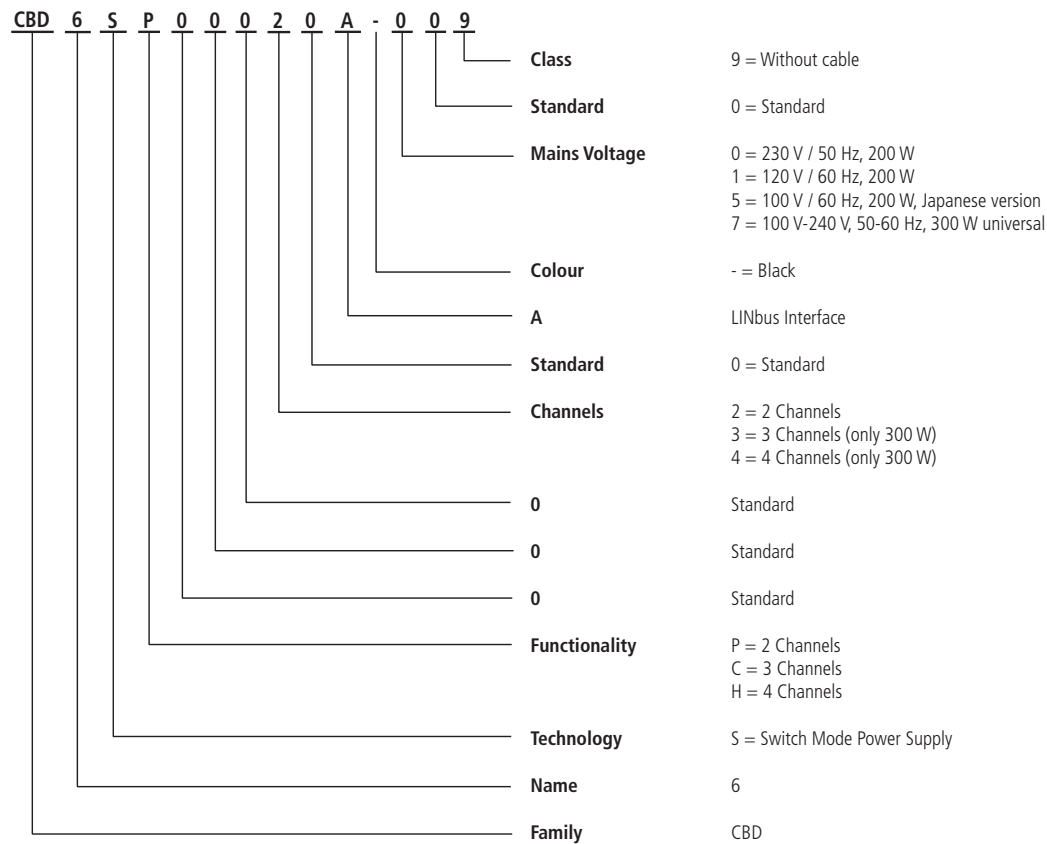 CBD 6 S P 0 0 0 2 0 A - 0 0 9
Class 9 = Without cable
Standard 0 = Standard
Mains Voltage 0 = 230 V / 50 Hz, 200 W
1 = 120 V / 60 Hz, 200 W
5 = 100 V / 60 Hz, 200 W, Japanese version
7 = 100 V-240 V, 50-60 Hz, 300 W universal
Colour - = Black
A LINbus Interface
Standard 0 = Standard
Channels 2 = 2 Channels
3 = 3 Channels (only 300 W)
4 = 4 Channels (only 300 W)
0 Standard
0 Standard
0 Standard
Functionality P = 2 Channels
C = 3 Channels
H = 4 Channels
Technology S = Switch Mode Power Supply
Name 6
Family CBD